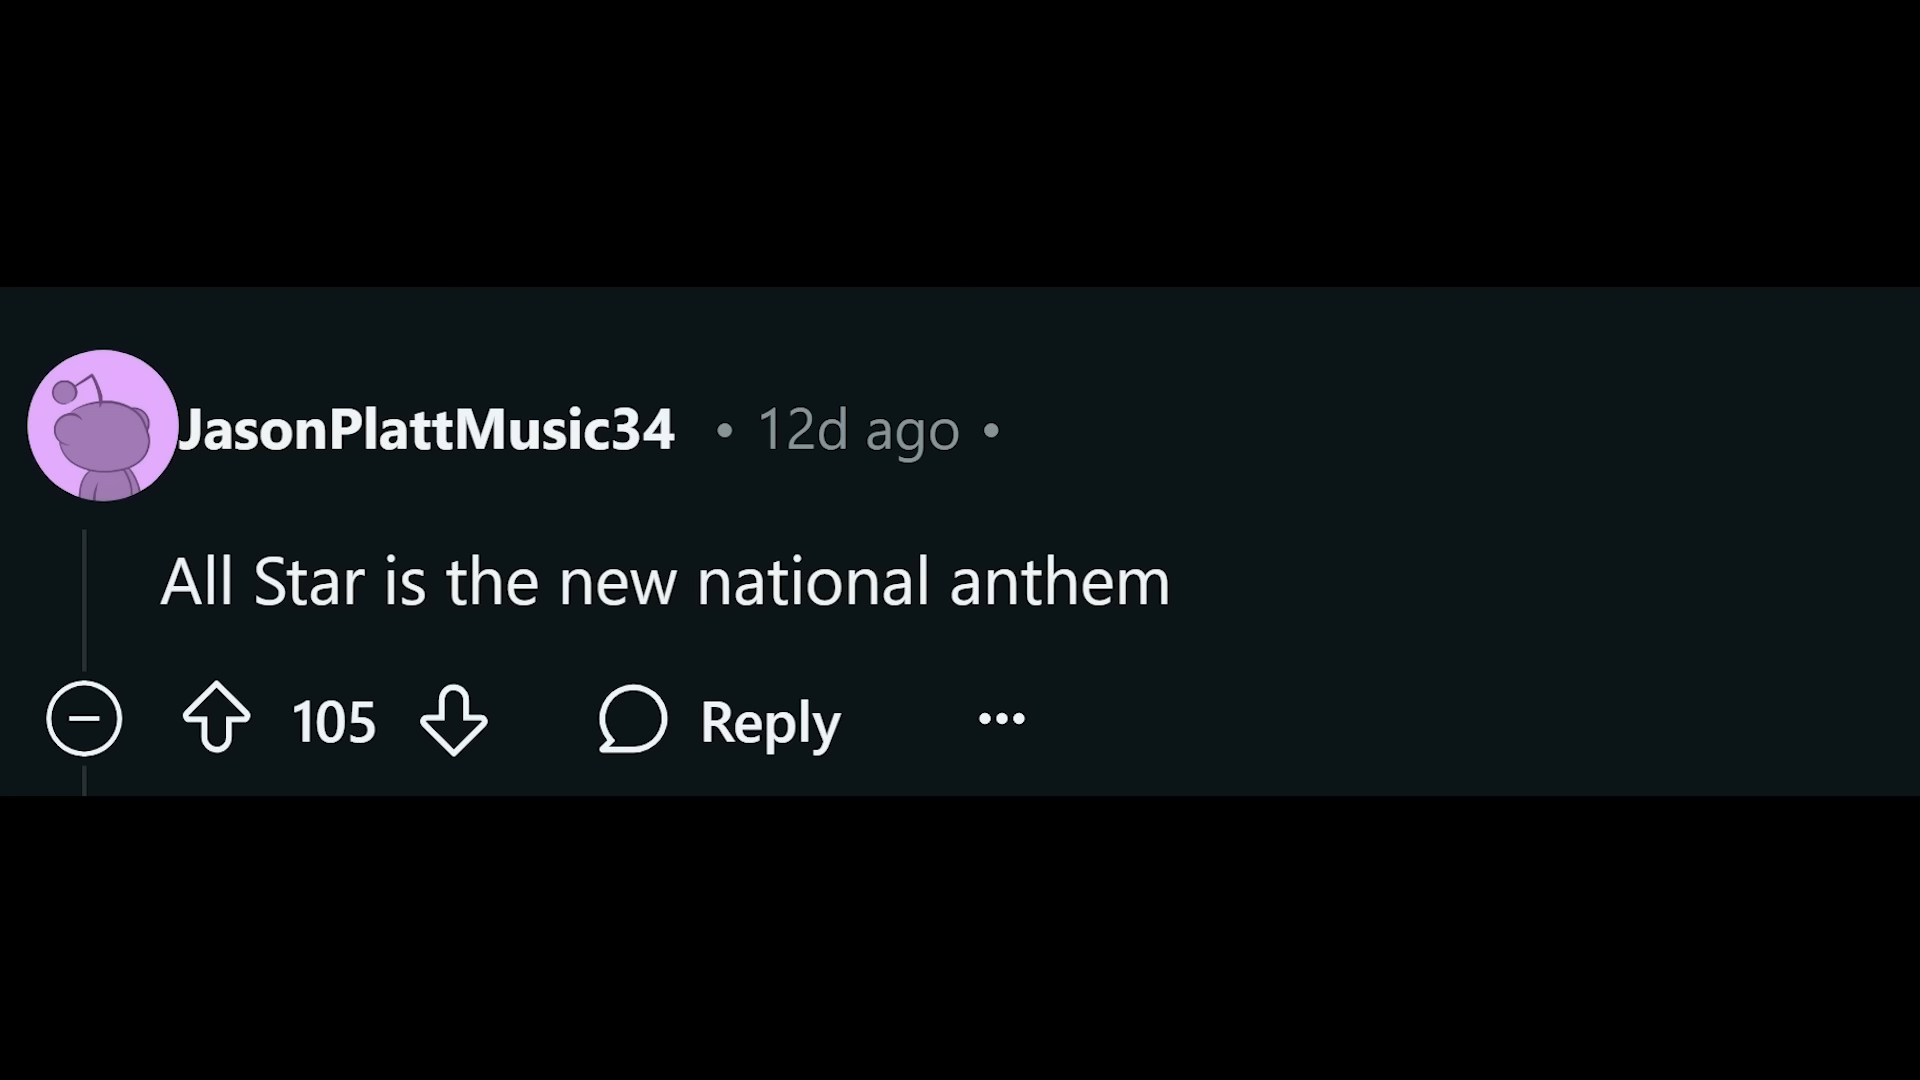 JasonPlattMusic34 • 12d ago •
All Star is the new national anthem
105 Reply ...